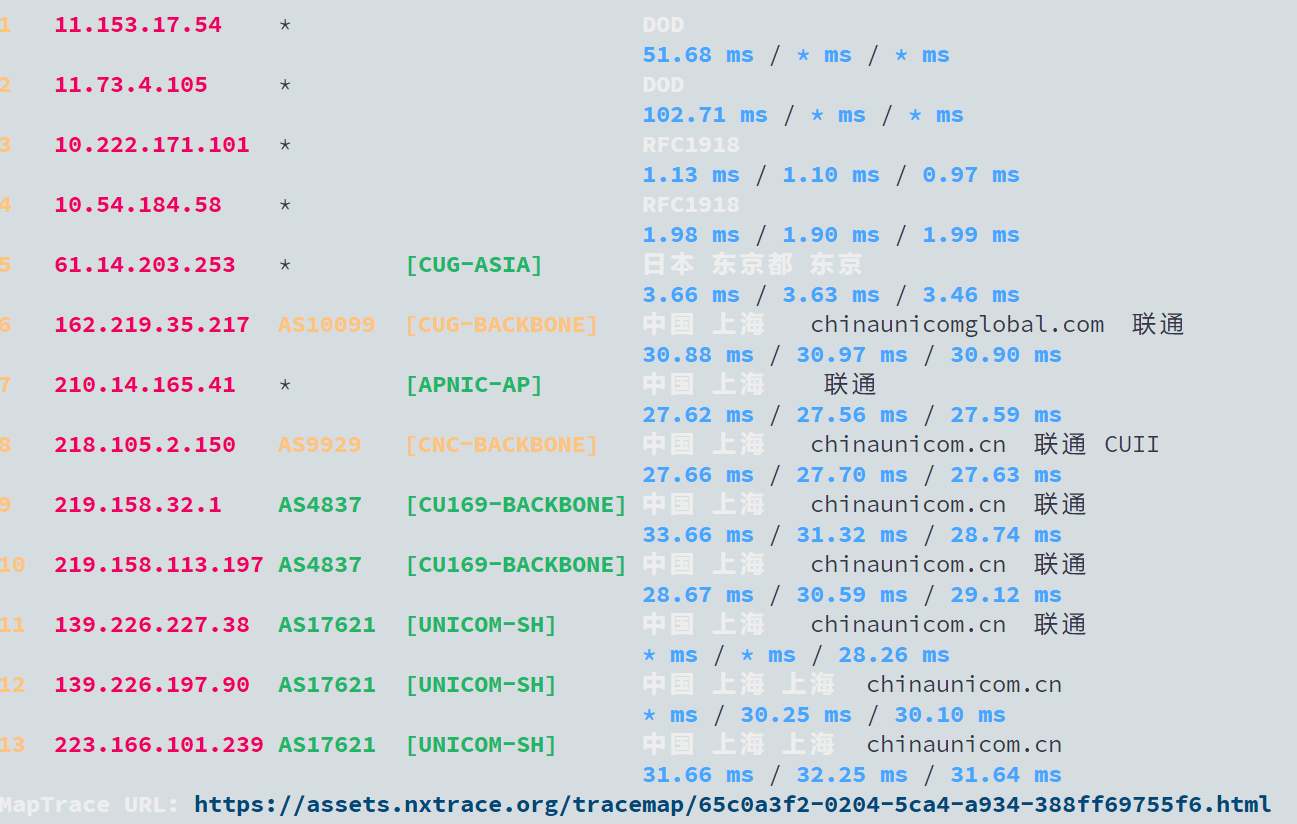 1 11.153.17.54 * DOD
51.68 ms / * ms / * ms
2 11.73.4.105 * DOD
102.71 ms / * ms / * ms
3 10.222.171.101 * RFC1918
1.13 ms / 1.10 ms / 0.97 ms
4 10.54.184.58 * RFC1918
1.98 ms / 1.90 ms / 1.99 ms
5 61.14.203.253 * [CUG-ASIA] 日本 东京都 东京
3.66 ms / 3.63 ms / 3.46 ms
6 162.219.35.217 AS10099 [CUG-BACKBONE] 中国 上海 chinaunicomglobal.com 联通
30.88 ms / 30.97 ms / 30.90 ms
7 210.14.165.41 * [APNIC-AP] 中国 上海 联通
27.62 ms / 27.56 ms / 27.59 ms
8 218.105.2.150 AS9929 [CNC-BACKBONE] 中国 上海 chinaunicom.cn 联通 CUII
27.66 ms / 27.70 ms / 27.63 ms
9 219.158.32.1 AS4837 [CU169-BACKBONE] 中国 上海 chinaunicom.cn 联通
33.66 ms / 31.32 ms / 28.74 ms
10 219.158.113.197 AS4837 [CU169-BACKBONE] 中国 上海 chinaunicom.cn 联通
28.67 ms / 30.59 ms / 29.12 ms
11 139.226.227.38 AS17621 [UNICOM-SH] 中国 上海 chinaunicom.cn 联通
* ms / * ms / 28.26 ms
12 139.226.197.90 AS17621 [UNICOM-SH] 中国 上海 上海 chinaunicom.cn
* ms / 30.25 ms / 30.10 ms
13 223.166.101.239 AS17621 [UNICOM-SH] 中国 上海 上海 chinaunicom.cn
31.66 ms / 32.25 ms / 31.64 ms
MapTrace URL: https://assets.nxtrace.org/tracemap/65c0a3f2-0204-5ca4-a934-388ff69755f6.html